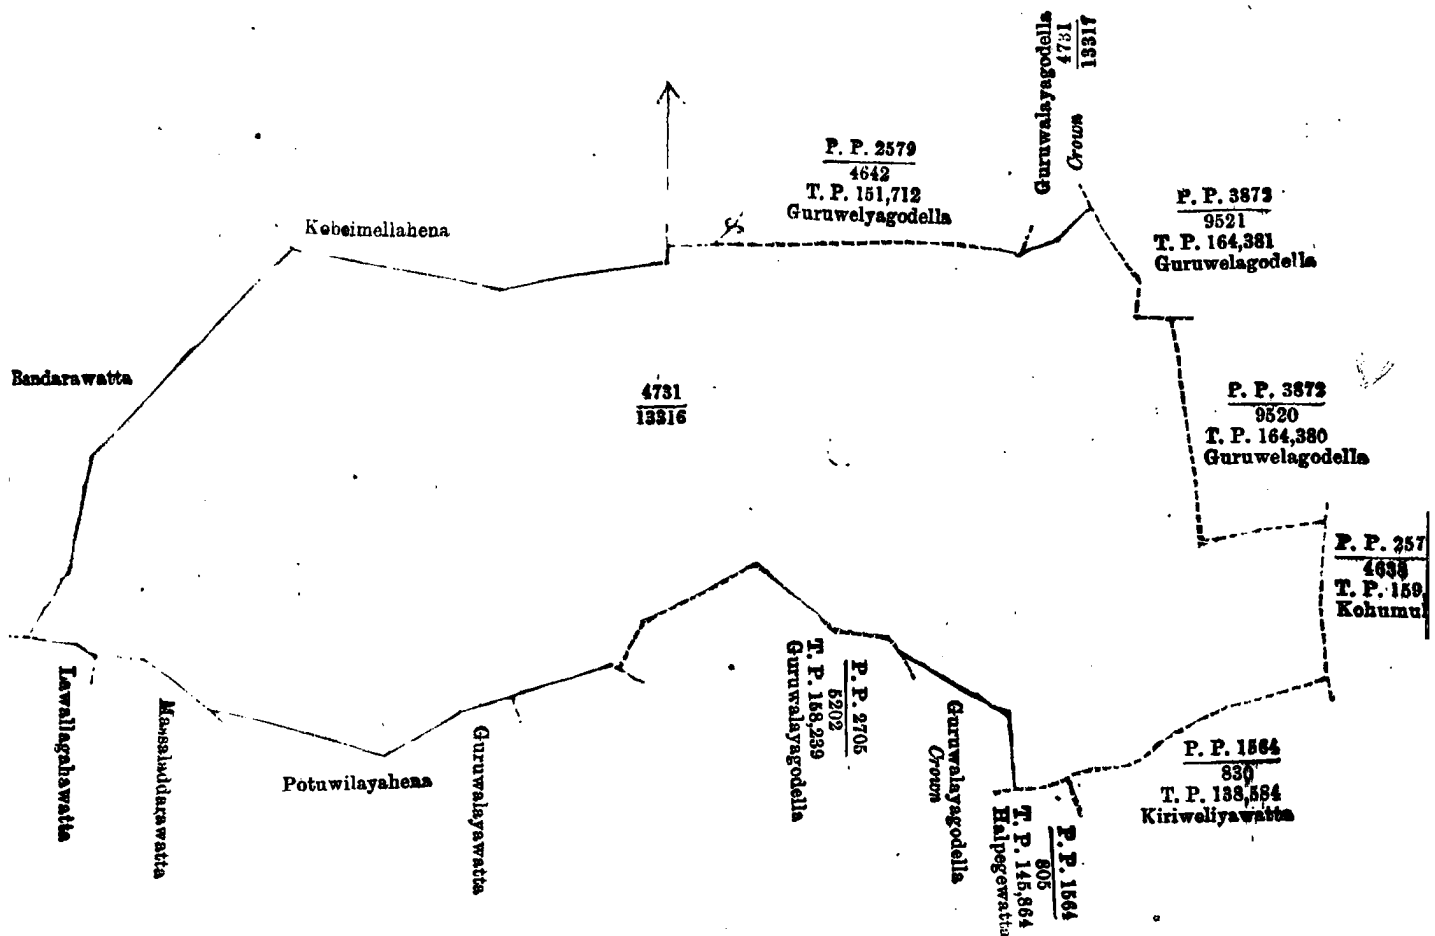 Guruwalayagodella
4731
13317
Crown
P. P. 2579
4642
T. P. 151,712
Guruwelyagodella
P. P. 3872
9521
T. P. 164,381
Guruwelagodella
Kebeimellahena
Bandarawatta
4731
13316
P. P. 3872
9520
T. P. 164,380
Guruwelagodella
P. P. 257
4638
T. P. 159,
Kohumul
Lawallagahawatta
Mansaladdarawatta
Potuwilayahena
Guruwalayawatta
P. P. 2705
5202
T. P. 158,239
Guruwalayagodella
Guruwalayagodella
Crown
P. P. 1564
805
T. P. 145,864
Halpegewatta
P. P. 1564
830
T. P. 138,584
Kiriweliyawatta